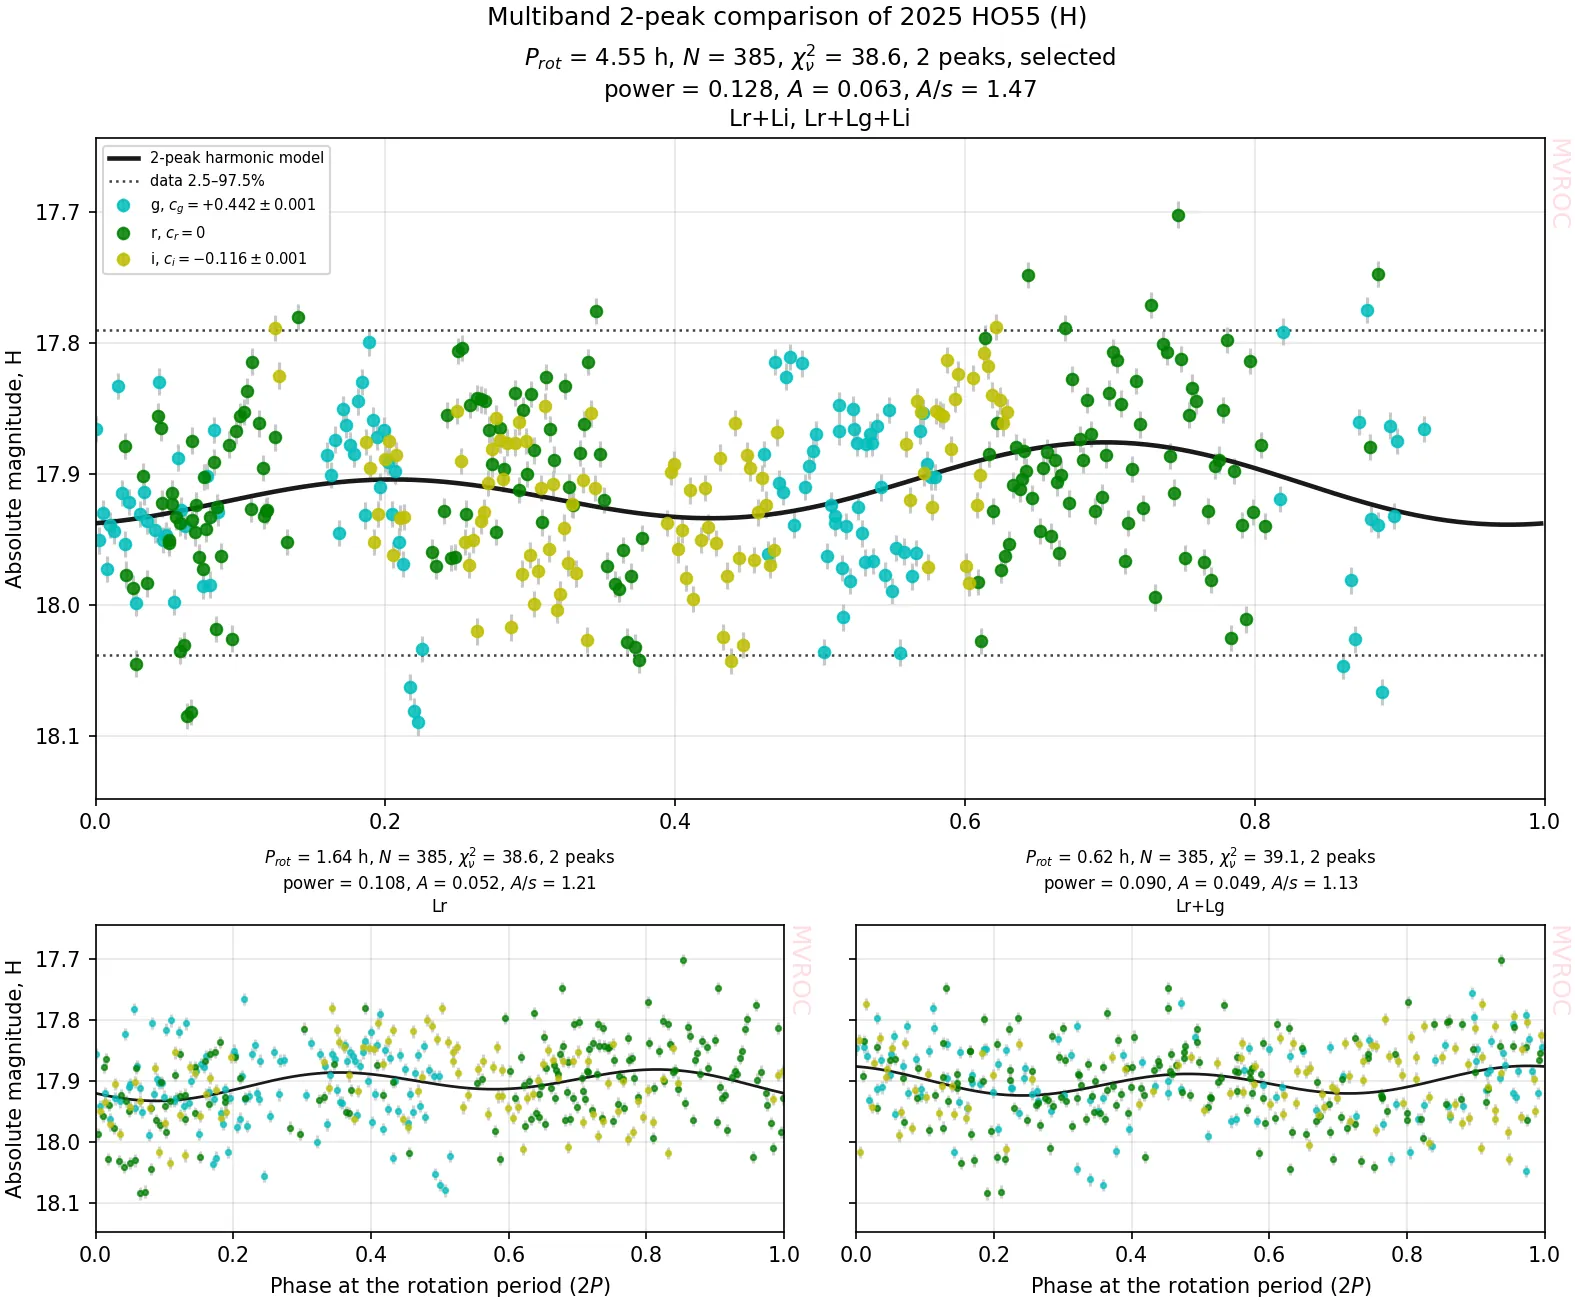 Multiband 2-peak comparison of 2025 HO55 (H)
P_rot = 4.55 h, N = 385, χ²_ν = 38.6, 2 peaks, selected
power = 0.128, A = 0.063, A/s = 1.47
Lr+Li, Lr+Lg+Li
2-peak harmonic model
data 2.5–97.5%
g, c_g = +0.442 ± 0.001
r, c_r = 0
i, c_i = −0.116 ± 0.001
MVROC
Absolute magnitude, H
17.7
17.8
17.9
18.0
18.1
0.0 0.2 0.4 0.6 0.8 1.0
P_rot = 1.64 h, N = 385, χ²_ν = 38.6, 2 peaks
power = 0.108, A = 0.052, A/s = 1.21
Lr
MVROC
Absolute magnitude, H
17.7
17.8
17.9
18.0
18.1
0.0 0.2 0.4 0.6 0.8 1.0
Phase at the rotation period (2P)
P_rot = 0.62 h, N = 385, χ²_ν = 39.1, 2 peaks
power = 0.090, A = 0.049, A/s = 1.13
Lr+Lg
MVROC
0.0 0.2 0.4 0.6 0.8 1.0
Phase at the rotation period (2P)